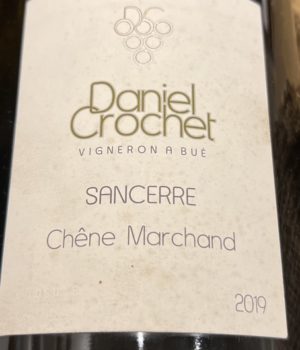 DC
Daniel
Crochet
VIGNERON A BUÉ
SANCERRE
Chêne Marchand
2019